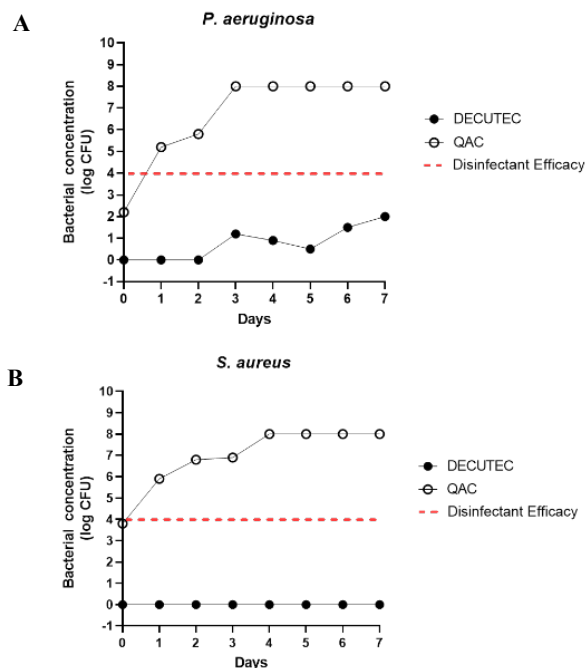 A
P. aeruginosa
10
9
8
7
6
5
4
3
2
1
0
-1
Bacterial concentration
(log CFU)
0 1 2 3 4 5 6 7
Days
DECUTEC
QAC
Disinfectant Efficacy
B
S. aureus
10
9
8
7
6
5
4
3
2
1
0
-1
Bacterial concentration
(log CFU)
0 1 2 3 4 5 6 7
Days
DECUTEC
QAC
Disinfectant Efficacy